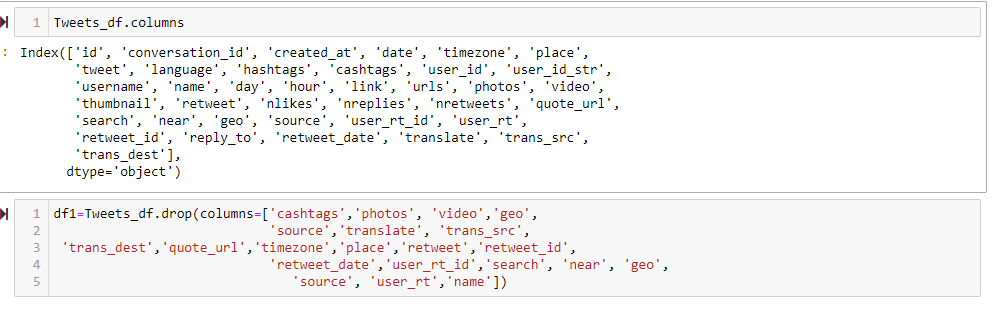 1 Tweets_df.columns
: Index(['id', 'conversation_id', 'created_at', 'date', 'timezone', 'place',
'tweet', 'language', 'hashtags', 'cashtags', 'user_id', 'user_id_str',
'username', 'name', 'day', 'hour', 'link', 'urls', 'photos', 'video',
'thumbnail', 'retweet', 'nlikes', 'nreplies', 'nretweets', 'quote_url',
'search', 'near', 'geo', 'source', 'user_rt_id', 'user_rt',
'retweet_id', 'reply_to', 'retweet_date', 'translate', 'trans_src',
'trans_dest'],
dtype='object')
1 df1=Tweets_df.drop(columns=['cashtags','photos', 'video','geo',
2 'source','translate', 'trans_src',
3 'trans_dest','quote_url','timezone','place','retweet','retweet_id',
4 'retweet_date','user_rt_id','search', 'near', 'geo',
5 'source', 'user_rt','name'])